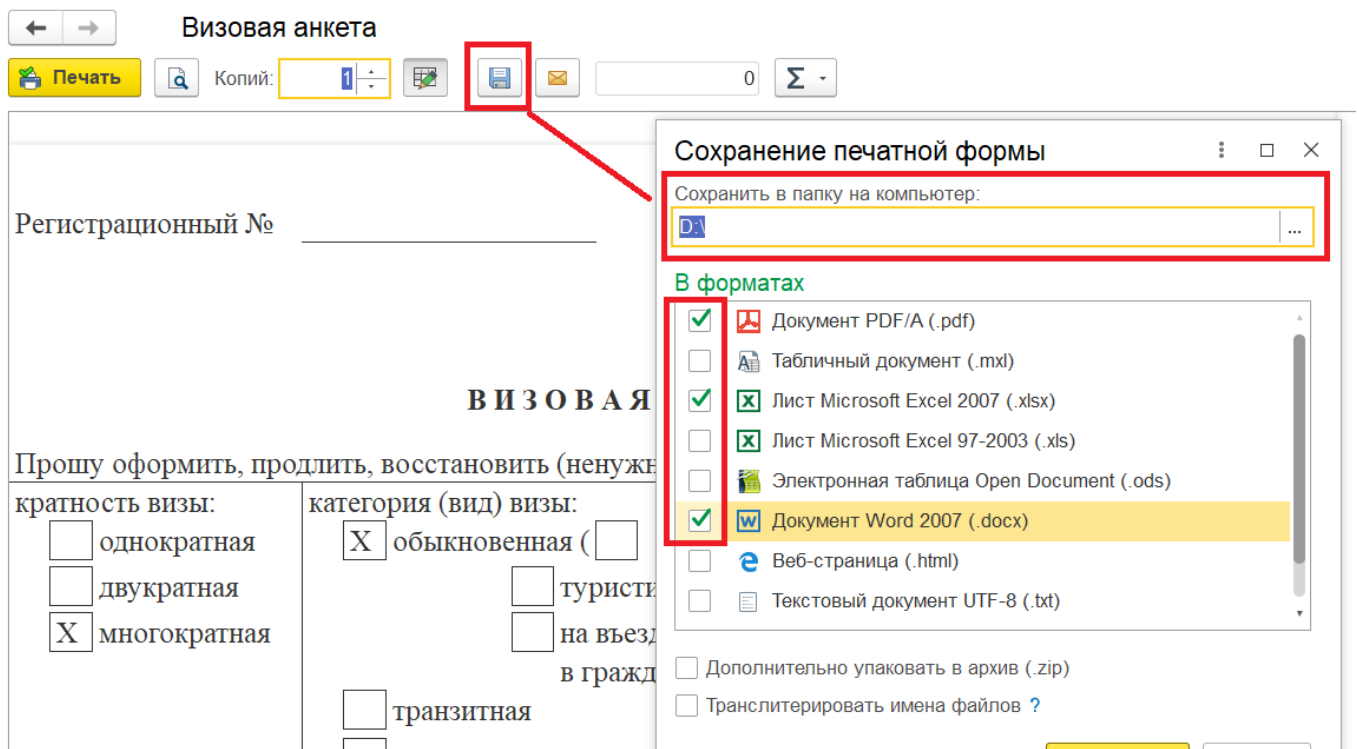 Визовая анкета
Печать
Копий: 1
0
Σ
Регистрационный №
ВИЗОВАЯ
Прошу оформить, продлить, восстановить (ненужн
кратность визы:
категория (вид) визы:
однократная
X обыкновенная (
двукратная
туристи
X многократная
на въезд
в гражд
транзитная
Сохранение печатной формы
Сохранить в папку на компьютер:
D:\
...
В форматах
Документ PDF/A (.pdf)
Табличный документ (.mxl)
Лист Microsoft Excel 2007 (.xlsx)
Лист Microsoft Excel 97-2003 (.xls)
Электронная таблица Open Document (.ods)
Документ Word 2007 (.docx)
Веб-страница (.html)
Текстовый документ UTF-8 (.txt)
Дополнительно упаковать в архив (.zip)
Транслитерировать имена файлов ?